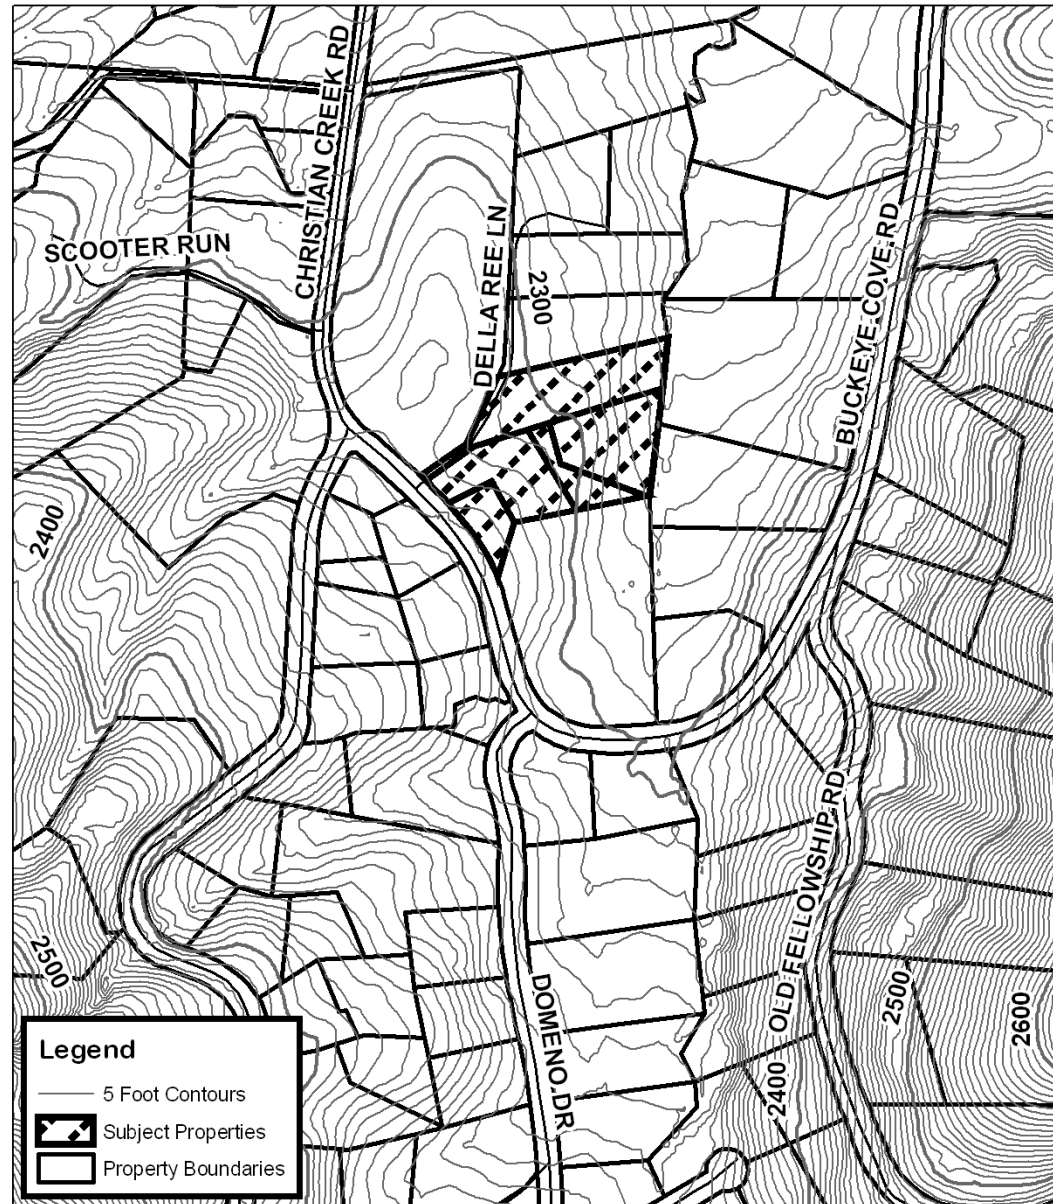 CHRISTIAN CREEK RD
SCOOTER RUN
DELLA REE LN
2300
BUCKEYE COVE RD
2400
OLD FELLOWSHIP RD
2500
DOMENO DR
2400
2500
2600
Legend
5 Foot Contours
Subject Properties
Property Boundaries